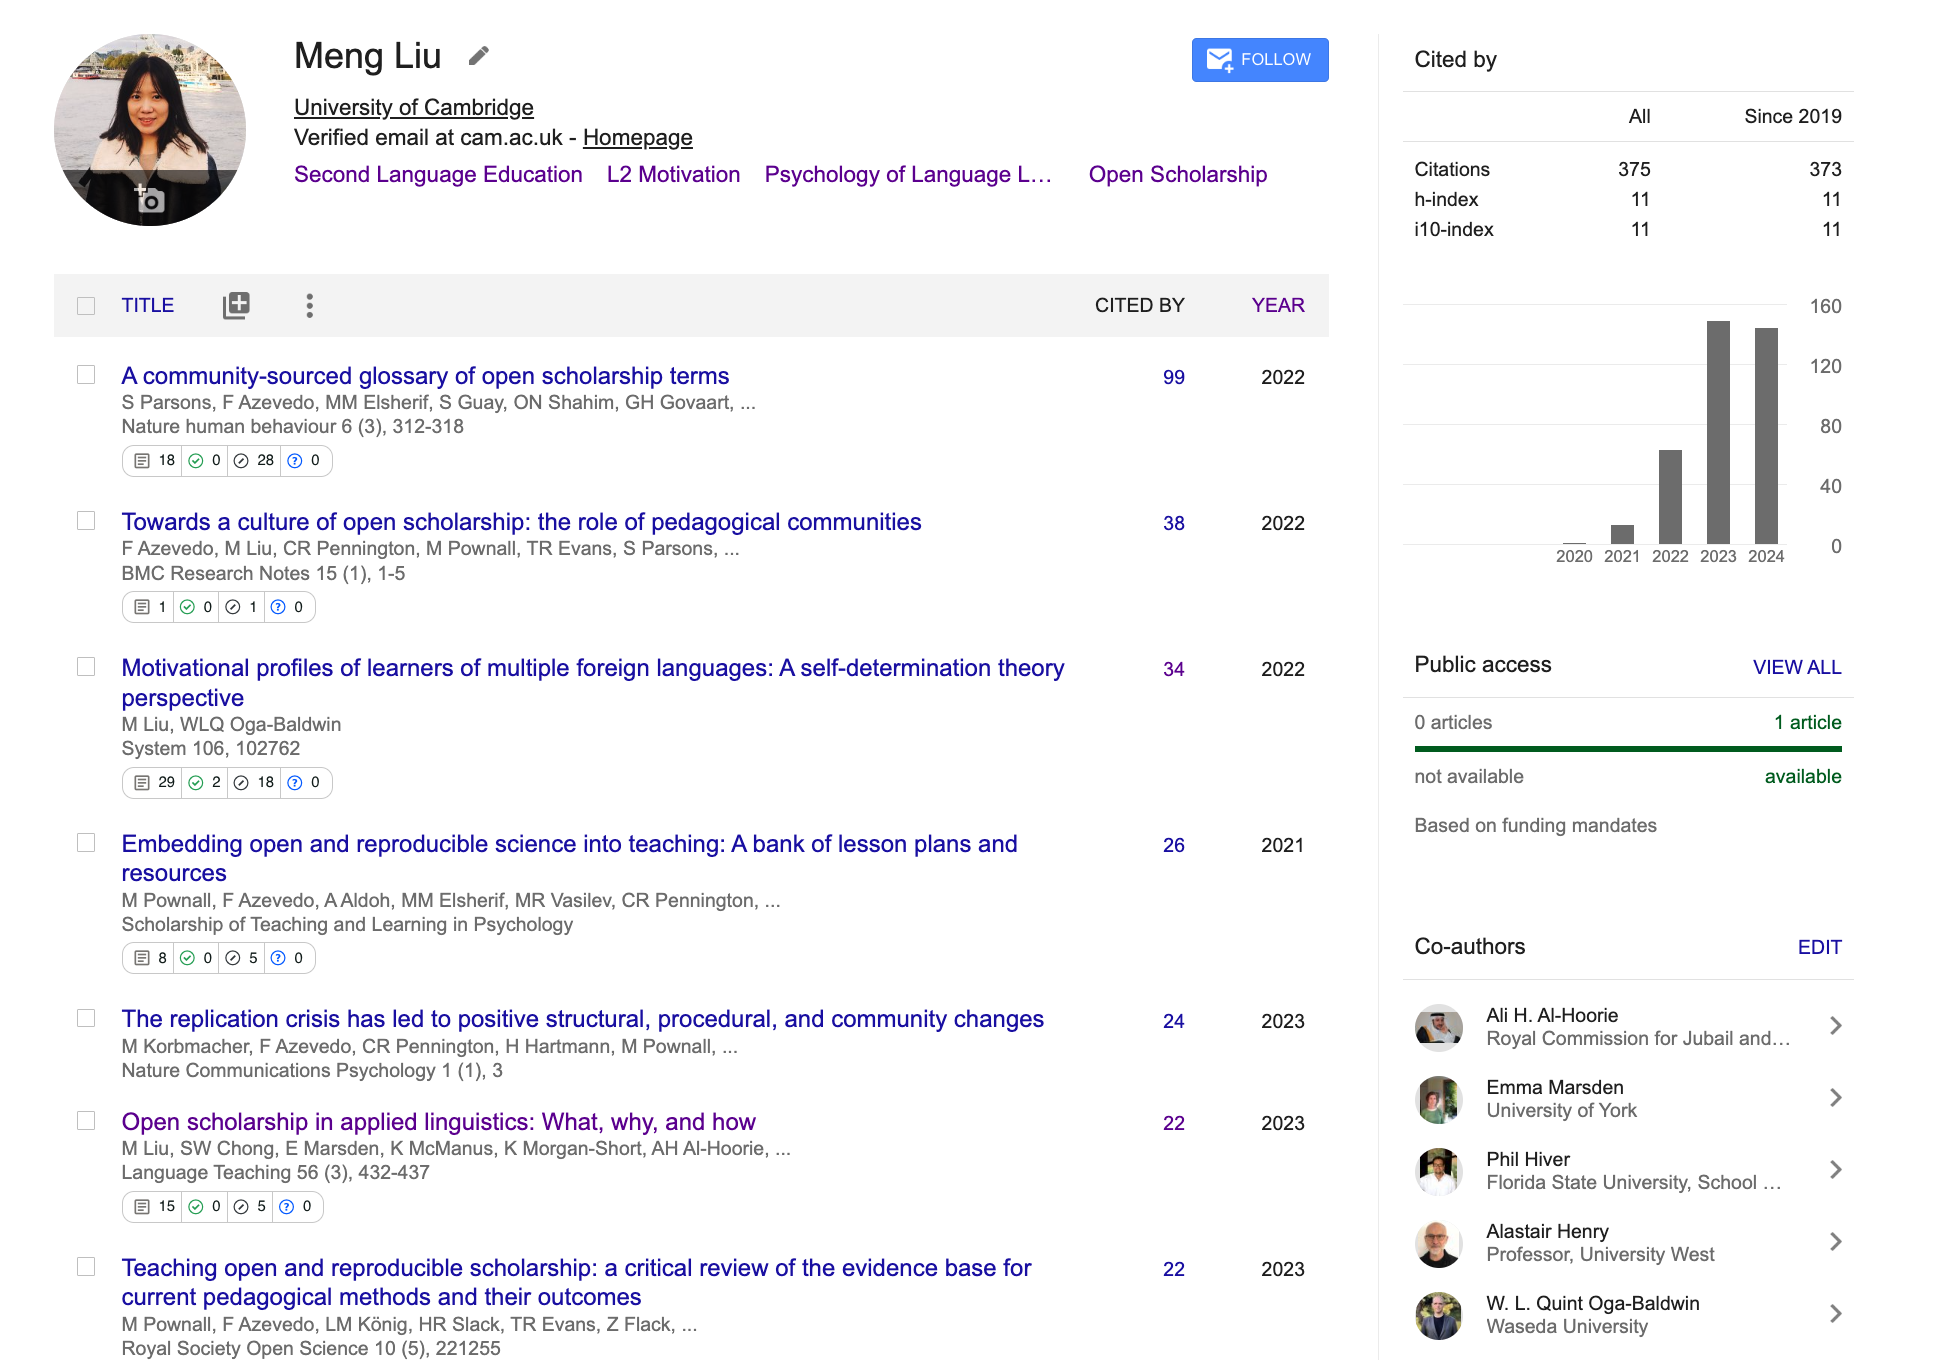 Meng Liu
FOLLOW
University of Cambridge
Verified email at cam.ac.uk - Homepage
Second Language Education L2 Motivation Psychology of Language L... Open Scholarship
TITLE CITED BY YEAR
A community-sourced glossary of open scholarship terms 99 2022
S Parsons, F Azevedo, MM Elsherif, S Guay, ON Shahim, GH Govaart, ...
Nature human behaviour 6 (3), 312-318
18 0 28 0
Towards a culture of open scholarship: the role of pedagogical communities 38 2022
F Azevedo, M Liu, CR Pennington, M Pownall, TR Evans, S Parsons, ...
BMC Research Notes 15 (1), 1-5
1 0 1 0
Motivational profiles of learners of multiple foreign languages: A self-determination theory 34 2022
perspective
M Liu, WLQ Oga-Baldwin
System 106, 102762
29 2 18 0
Embedding open and reproducible science into teaching: A bank of lesson plans and 26 2021
resources
M Pownall, F Azevedo, A Aldoh, MM Elsherif, MR Vasilev, CR Pennington, ...
Scholarship of Teaching and Learning in Psychology
8 0 5 0
The replication crisis has led to positive structural, procedural, and community changes 24 2023
M Korbmacher, F Azevedo, CR Pennington, H Hartmann, M Pownall, ...
Nature Communications Psychology 1 (1), 3
Open scholarship in applied linguistics: What, why, and how 22 2023
M Liu, SW Chong, E Marsden, K McManus, K Morgan-Short, AH Al-Hoorie, ...
Language Teaching 56 (3), 432-437
15 0 5 0
Teaching open and reproducible scholarship: a critical review of the evidence base for 22 2023
current pedagogical methods and their outcomes
M Pownall, F Azevedo, LM König, HR Slack, TR Evans, Z Flack, ...
Royal Society Open Science 10 (5), 221255
Cited by
All Since 2019
Citations 375 373
h-index 11 11
i10-index 11 11
160
120
80
40
0
2020 2021 2022 2023 2024
Public access VIEW ALL
0 articles 1 article
not available available
Based on funding mandates
Co-authors EDIT
Ali H. Al-Hoorie
Royal Commission for Jubail and...
Emma Marsden
University of York
Phil Hiver
Florida State University, School ...
Alastair Henry
Professor, University West
W. L. Quint Oga-Baldwin
Waseda University